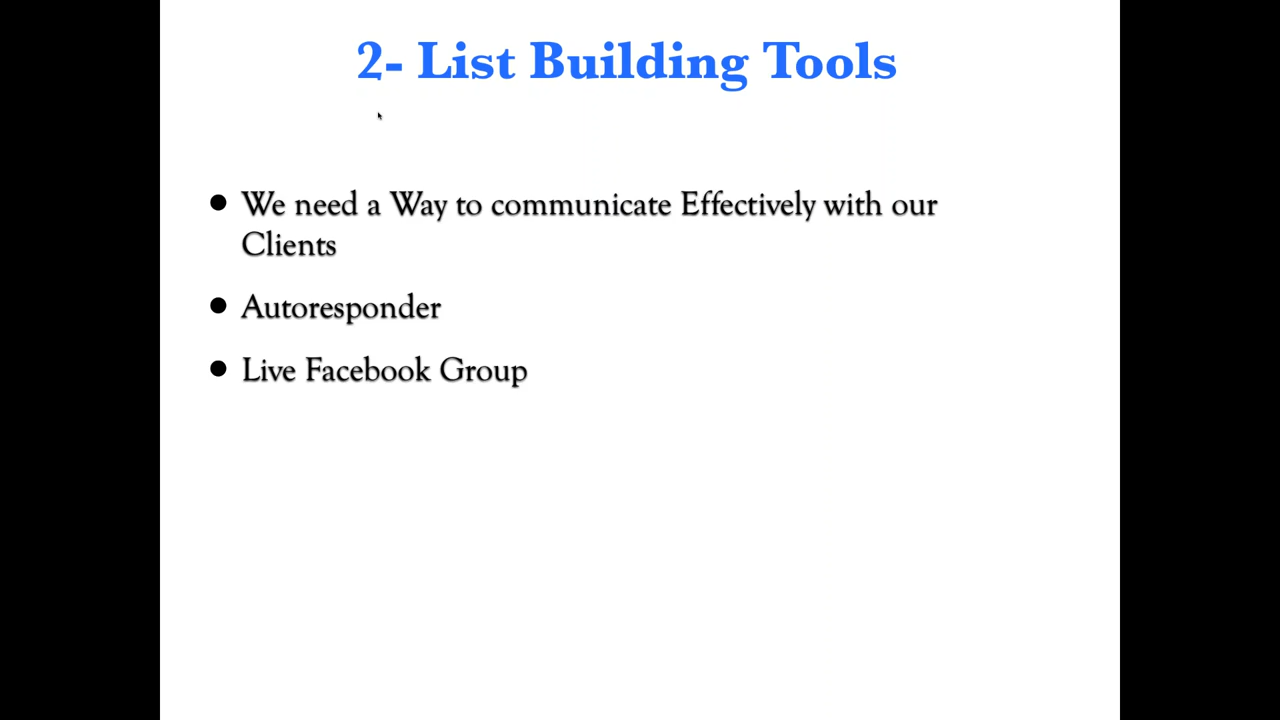 2- List Building Tools
• We need a Way to communicate Effectively with our
Clients
• Autoresponder
• Live Facebook Group